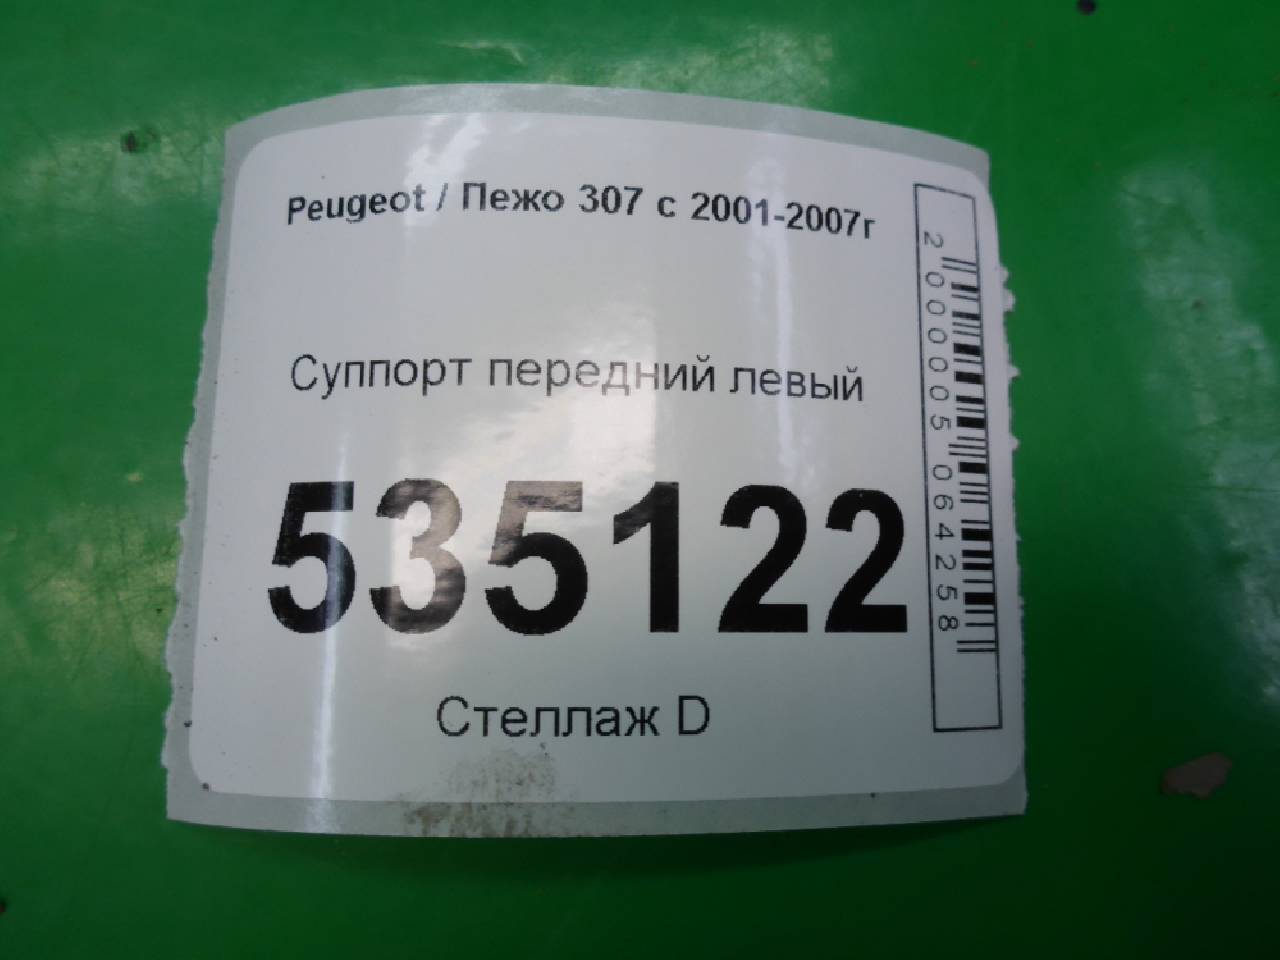 Peugeot / Пежо 307 с 2001-2007г
Суппорт передний левый
535122
Стеллаж D
2000005064258